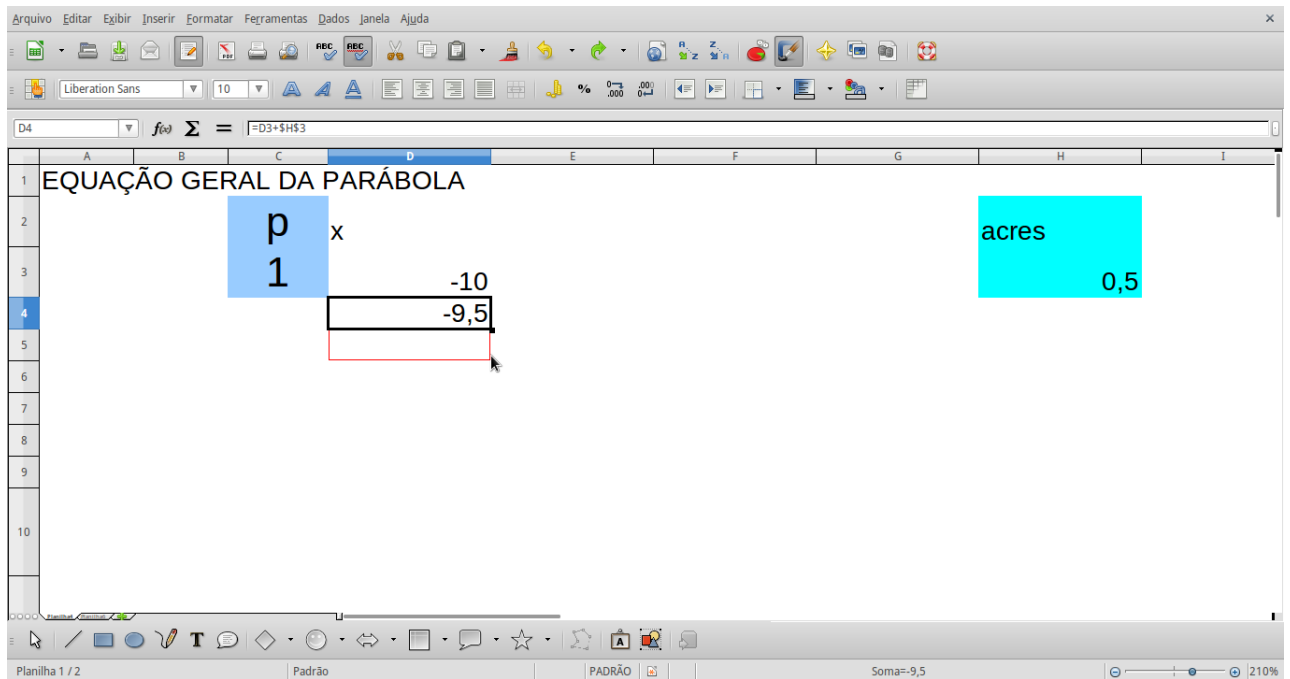 Arquivo Editar Exibir Inserir Formatar Ferramentas Dados Janela Ajuda
Liberation Sans 10
D4 f(x) Σ = =D3+$H$3
A B C D E F G H I
1 EQUAÇÃO GERAL DA PARÁBOLA
2 p x acres
3 1 -10 0,5
4 -9,5
5
6
7
8
9
10
Planilha 1 / 2 Padrão PADRÃO Soma=-9,5 210%